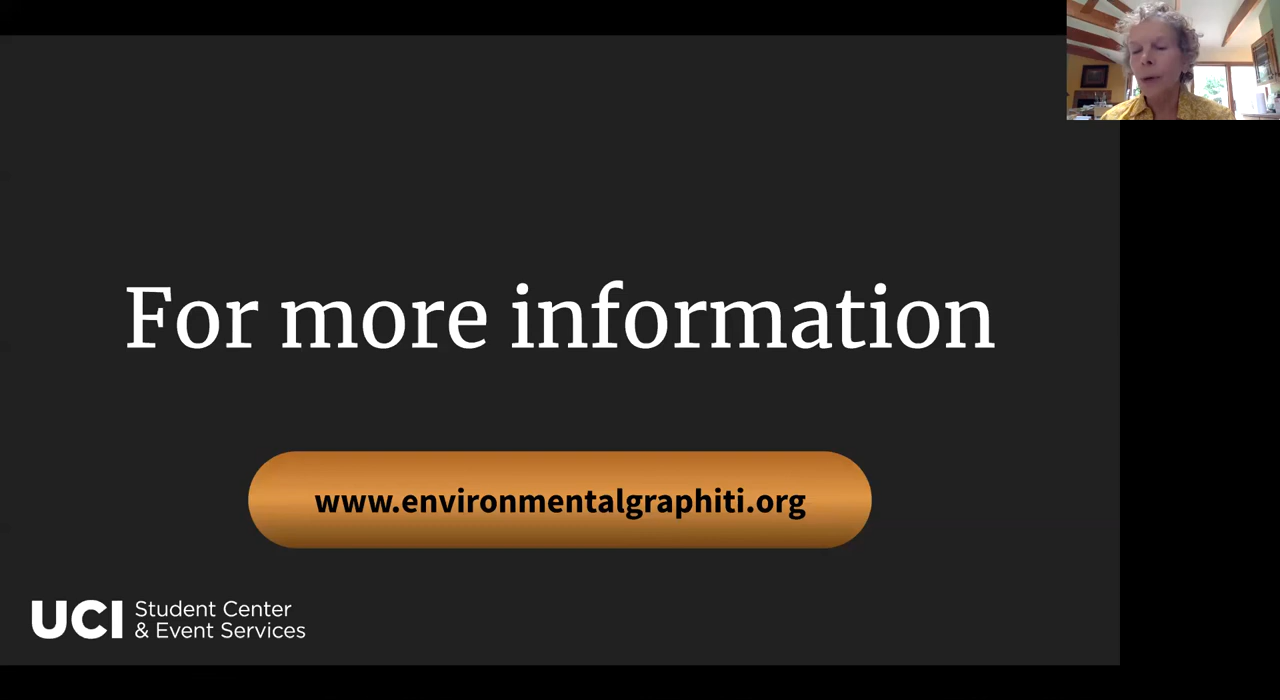 For more information
www.environmentalgraphiti.org
UCI Student Center
& Event Services